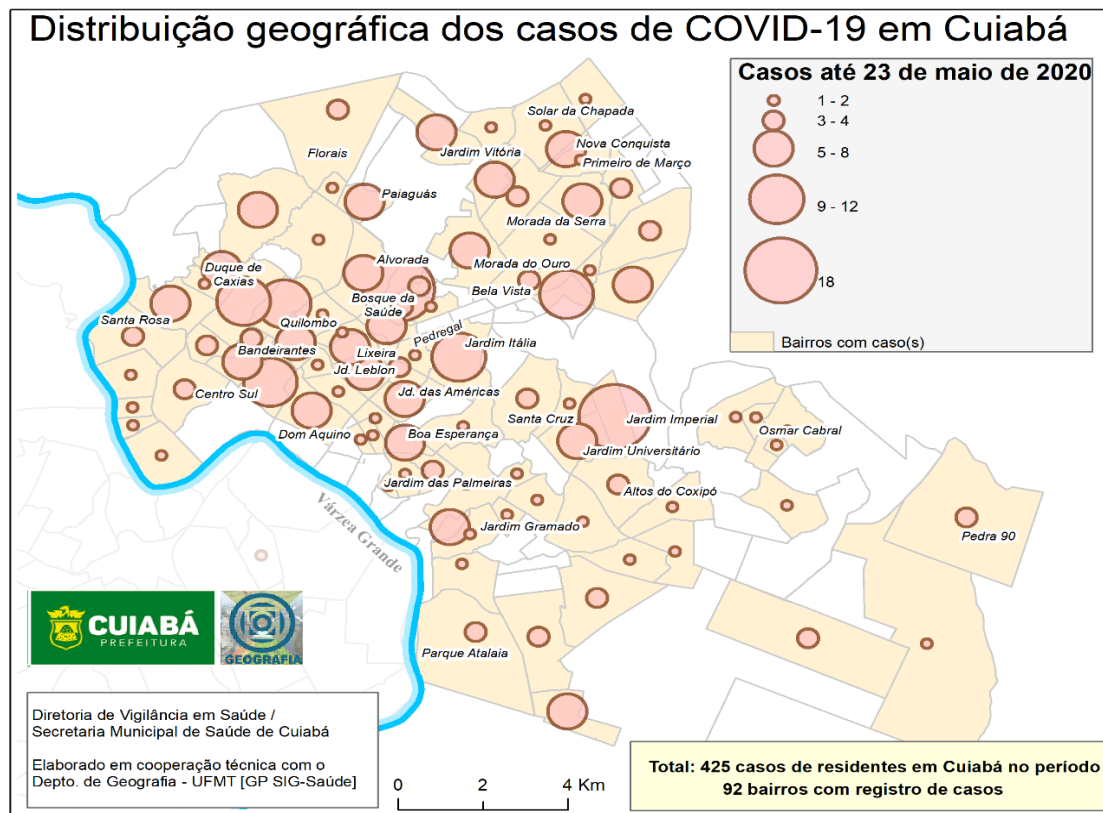 Distribuição geográfica dos casos de COVID-19 em Cuiabá
Casos até 23 de maio de 2020
1 - 2
3 - 4
5 - 8
9 - 12
18
Bairros com caso(s)
Solar da Chapada
Nova Conquista
Jardim Vitória
Primeiro de Março
Florais
Paiaguás
Morada da Serra
Alvorada
Morada do Ouro
Duque de
Caxias
Bela Vista
Bosque da
Saúde
Santa Rosa
Quilombo
Pedregal
Jardim Itália
Bandeirantes
Lixeira
Jd. Leblon
Centro Sul
Jd. das Américas
Santa Cruz
Jardim Imperial
Osmar Cabral
Dom Aquino
Boa Esperança
Jardim Universitário
Jardim das Palmeiras
Altos do Coxipó
Várzea Grande
Jardim Gramado
Pedra 90
Parque Atalaia
CUIABÁ
PREFEITURA
GEOGRAFIA
Diretoria de Vigilância em Saúde /
Secretaria Municipal de Saúde de Cuiabá
Elaborado em cooperação técnica com o
Depto. de Geografia - UFMT [GP SIG-Saúde]
0 2 4 Km
Total: 425 casos de residentes em Cuiabá no período
92 bairros com registro de casos